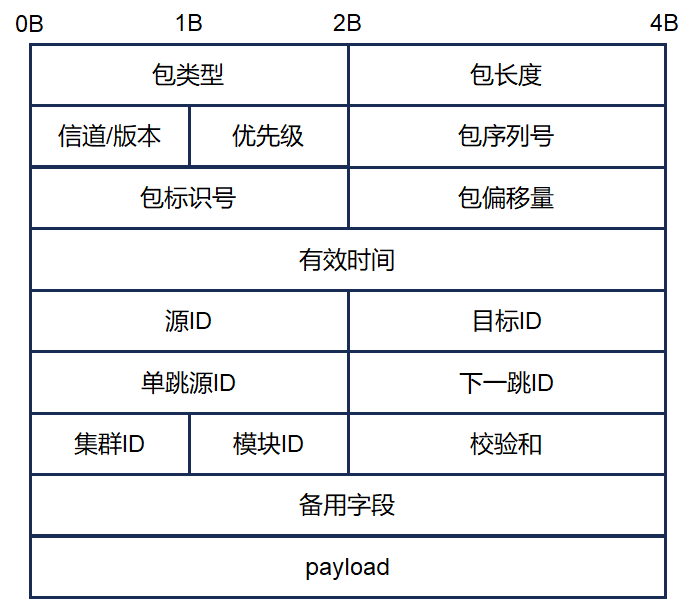 0B 1B 2B 4B
包类型 包长度
信道/版本 优先级 包序列号
包标识号 包偏移量
有效时间
源ID 目标ID
单跳源ID 下一跳ID
集群ID 模块ID 校验和
备用字段
payload